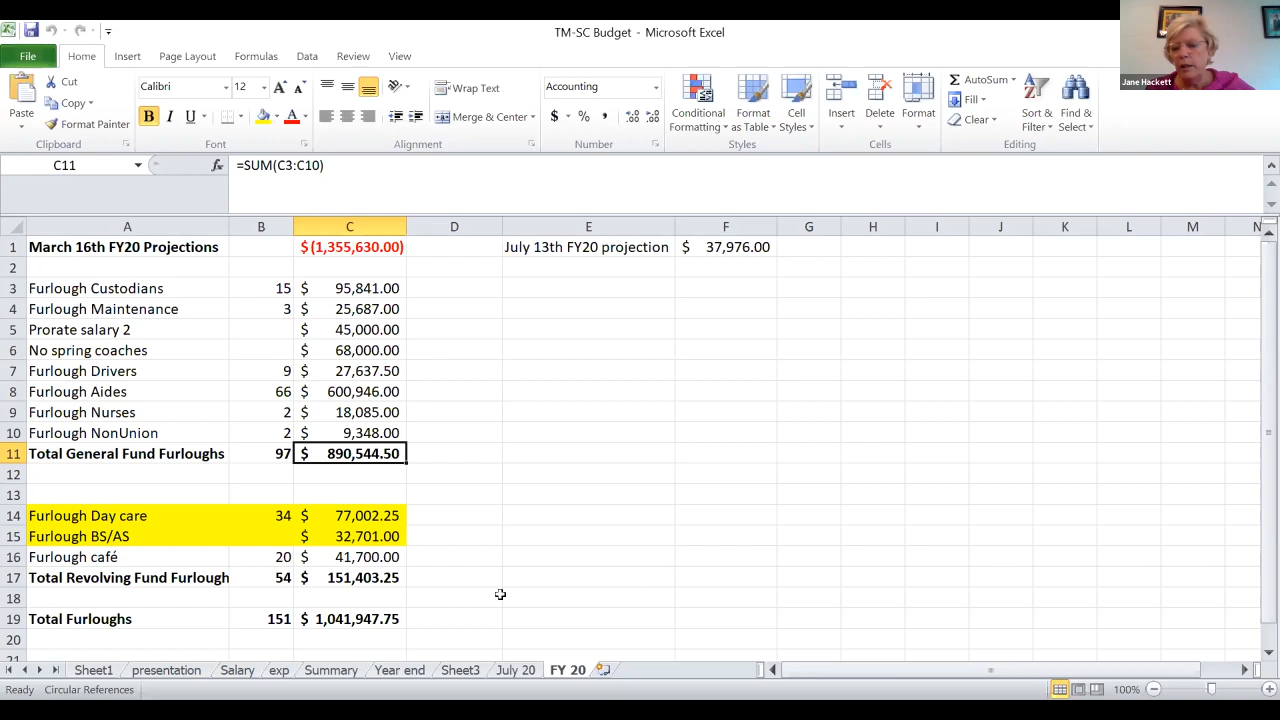 TM-SC Budget - Microsoft Excel
Jane Hackett
File Home Insert Page Layout Formulas Data Review View
Cut
Copy
Format Painter
Paste
Clipboard
Calibri 12
B I U
Font
Wrap Text
Merge & Center
Alignment
Accounting
$ % ,
Number
Conditional Formatting
Format as Table
Cell Styles
Styles
Insert Delete Format
Cells
AutoSum
Fill
Clear
Sort & Filter
Find & Select
Editing
C11 fx =SUM(C3:C10)
A B C D E F G H I J K L M N
1 March 16th FY20 Projections $(1,355,630.00) July 13th FY20 projection $ 37,976.00
2
3 Furlough Custodians 15 $ 95,841.00
4 Furlough Maintenance 3 $ 25,687.00
5 Prorate salary 2 $ 45,000.00
6 No spring coaches $ 68,000.00
7 Furlough Drivers 9 $ 27,637.50
8 Furlough Aides 66 $ 600,946.00
9 Furlough Nurses 2 $ 18,085.00
10 Furlough NonUnion 2 $ 9,348.00
11 Total General Fund Furloughs 97 $ 890,544.50
12
13
14 Furlough Day care 34 $ 77,002.25
15 Furlough BS/AS $ 32,701.00
16 Furlough café 20 $ 41,700.00
17 Total Revolving Fund Furlough 54 $ 151,403.25
18
19 Total Furloughs 151 $ 1,041,947.75
20
21
Sheet1 presentation Salary exp Summary Year end Sheet3 July 20 FY 20
Ready Circular References 100%